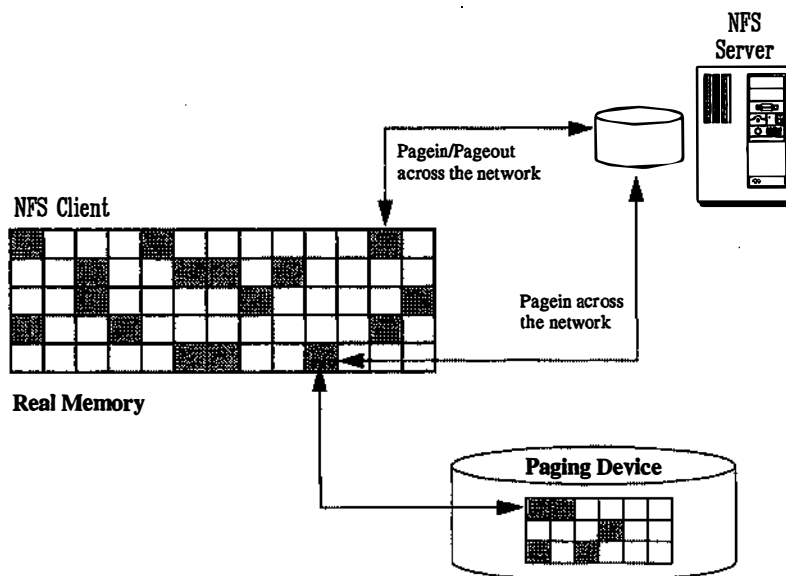 NFS
Server
Pagein/Pageout
across the network
NFS Client
Pagein across
the network
Real Memory
Paging Device